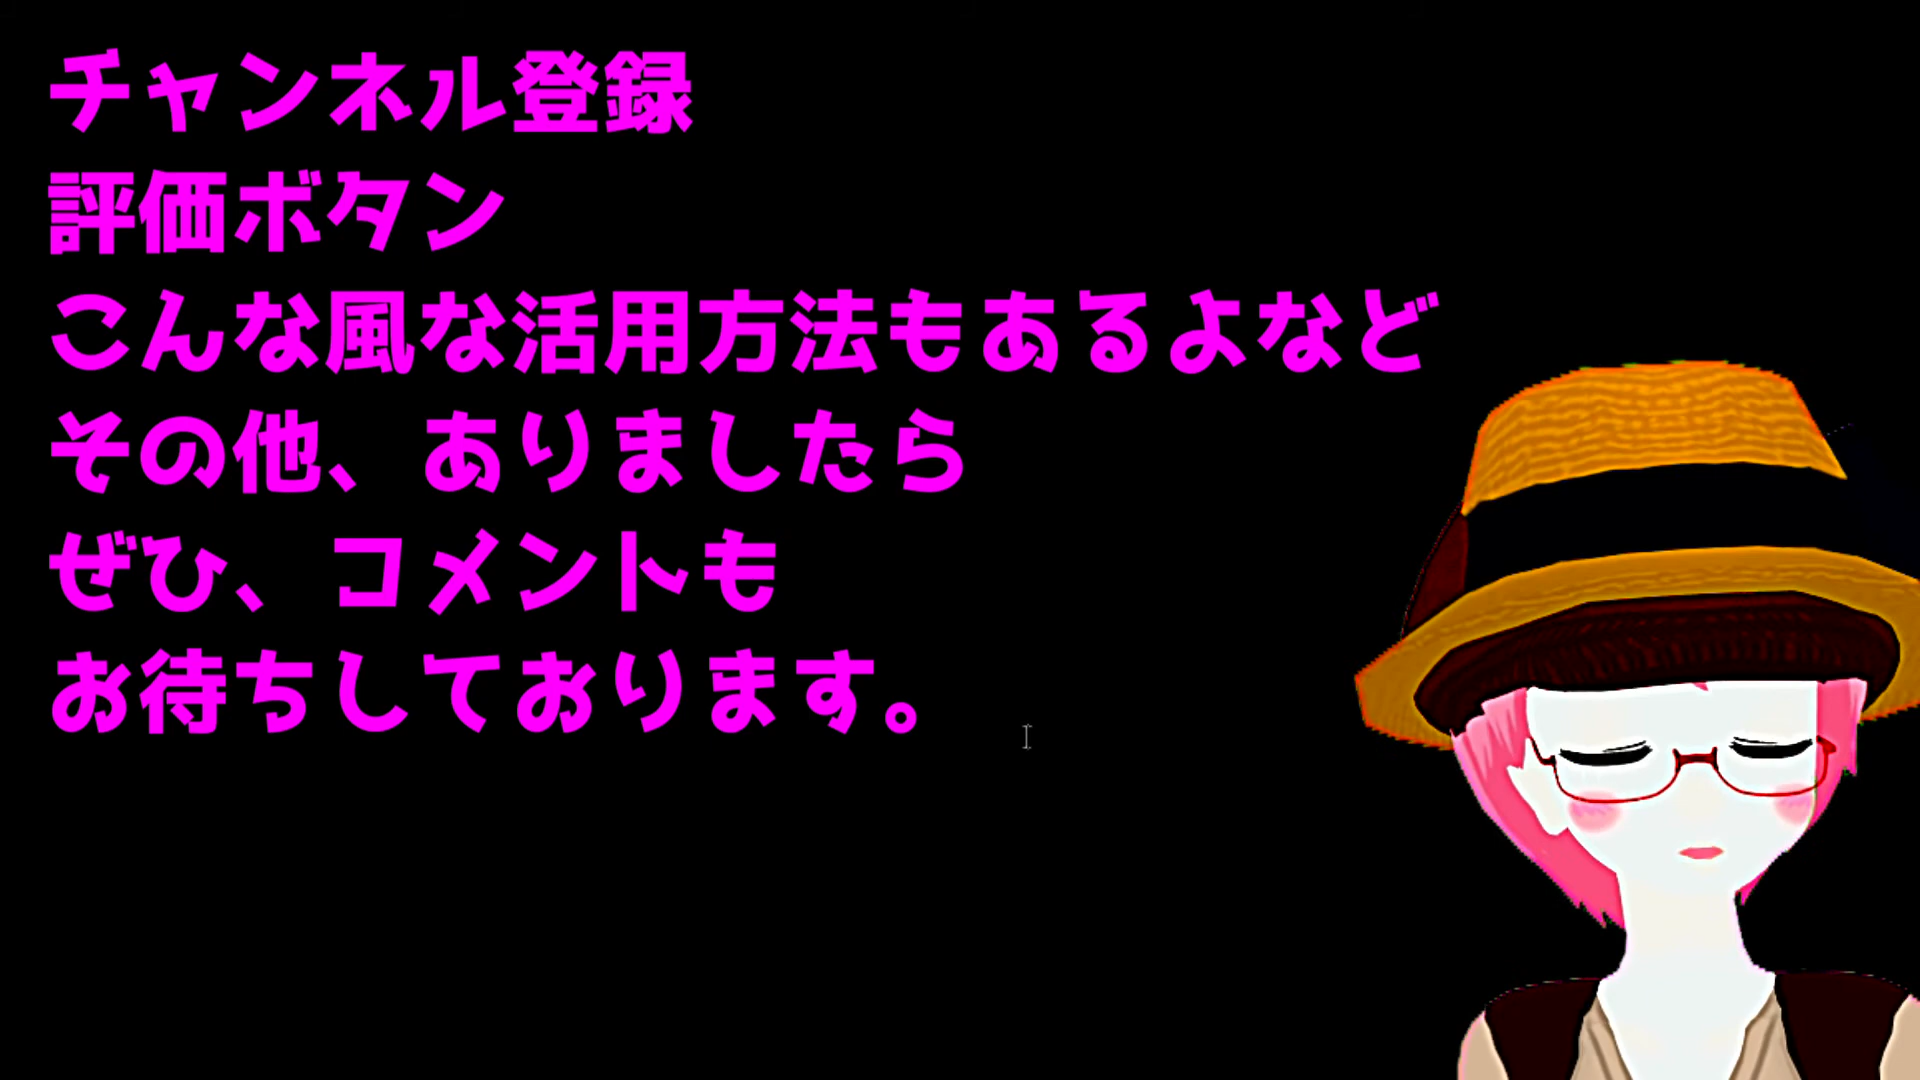 チャンネル登録
評価ボタン
こんな風な活用方法もあるよなど
その他、ありましたら
ぜひ、コメントも
お待ちしております。